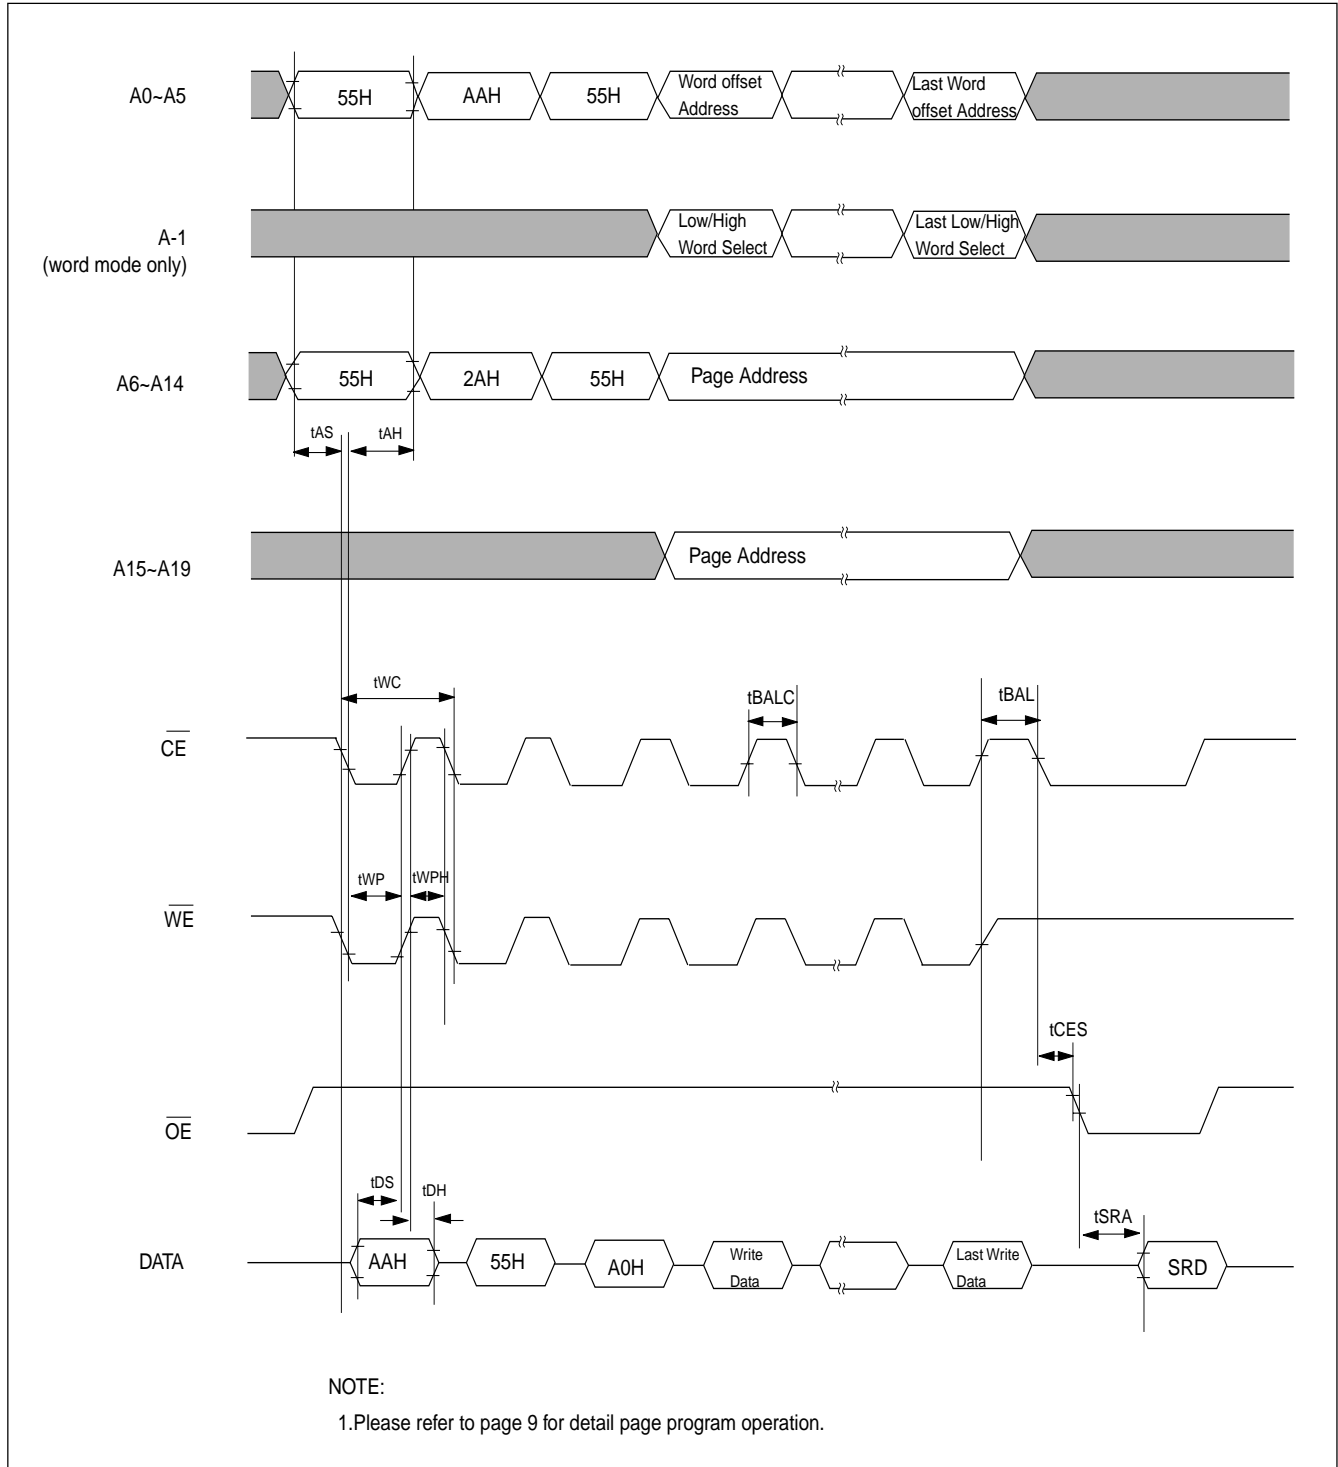 A0~A5
55H
AAH
55H
Word offset
Address
Last Word
offset Address
A-1
(word mode only)
Low/High
Word Select
Last Low/High
Word Select
A6~A14
55H
2AH
55H
Page Address
tAS
tAH
A15~A19
Page Address
tWC
tBALC
tBAL
CE
tWP
tWPH
WE
tCES
OE
tDS
tDH
tSRA
DATA
AAH
55H
A0H
Write
Data
Last Write
Data
SRD
NOTE:
1.Please refer to page 9 for detail page program operation.